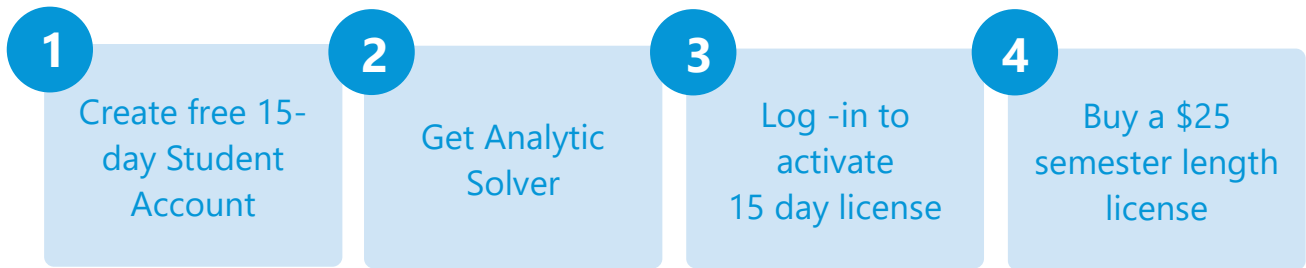 1
Create free 15-
day Student
Account
2
Get Analytic
Solver
3
Log -in to
activate
15 day license
4
Buy a $25
semester length
license